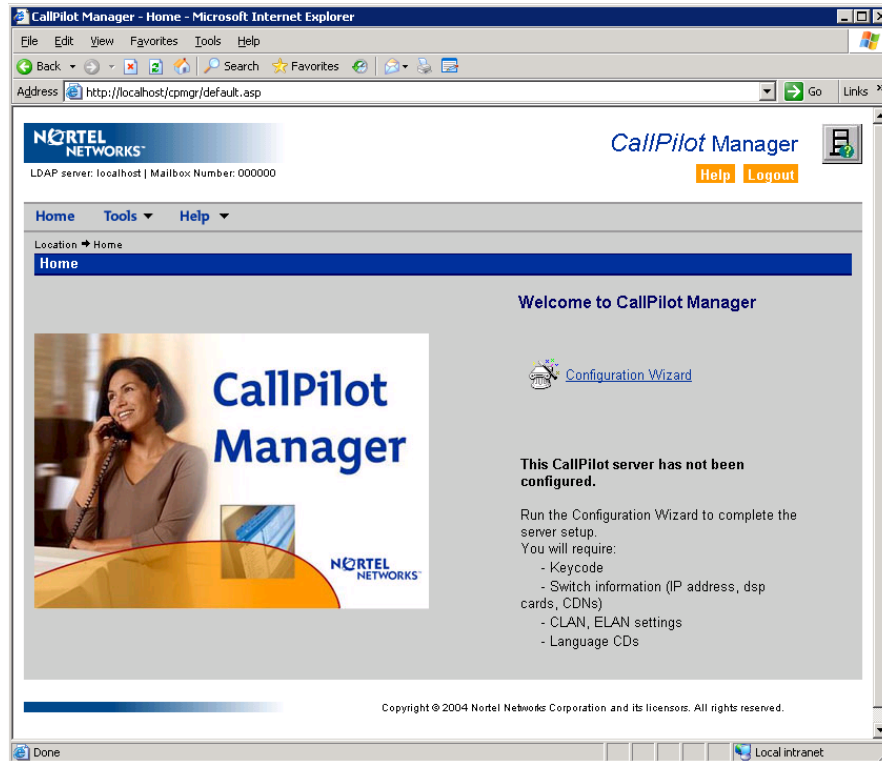 CallPilot Manager - Home - Microsoft Internet Explorer
File Edit View Favorites Tools Help
Back Search Favorites
Address http://localhost/cpmgr/default.asp Go Links »
NORTEL
NETWORKS™
CallPilot Manager
LDAP server: localhost | Mailbox Number: 000000
Help Logout
Home Tools Help
Location Home
Home
Welcome to CallPilot Manager
Configuration Wizard
CallPilot
Manager
NORTEL
NETWORKS™
This CallPilot server has not been
configured.
Run the Configuration Wizard to complete the
server setup.
You will require:
- Keycode
- Switch information (IP address, dsp
cards, CDNs)
- CLAN, ELAN settings
- Language CDs
Copyright © 2004 Nortel Networks Corporation and its licensors. All rights reserved.
Done Local intranet